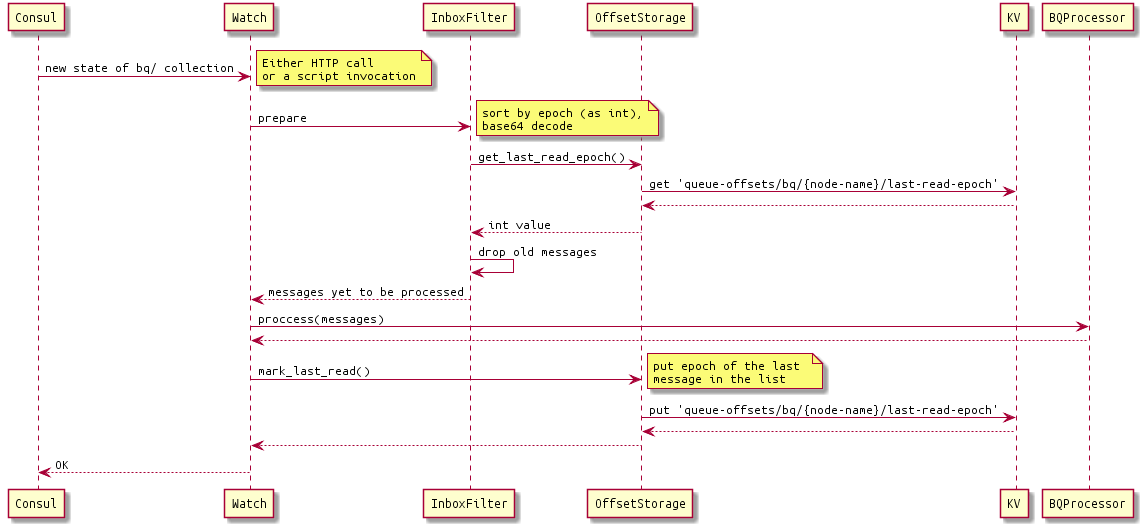 Consul Watch InboxFilter OffsetStorage KV BQProcessor
new state of bq/ collection
Either HTTP call
or a script invocation
prepare
sort by epoch (as int),
base64 decode
get_last_read_epoch()
get 'queue-offsets/bq/{node-name}/last-read-epoch'
int value
drop old messages
messages yet to be processed
proccess(messages)
mark_last_read()
put epoch of the last
message in the list
put 'queue-offsets/bq/{node-name}/last-read-epoch'
OK
Consul Watch InboxFilter OffsetStorage KV BQProcessor